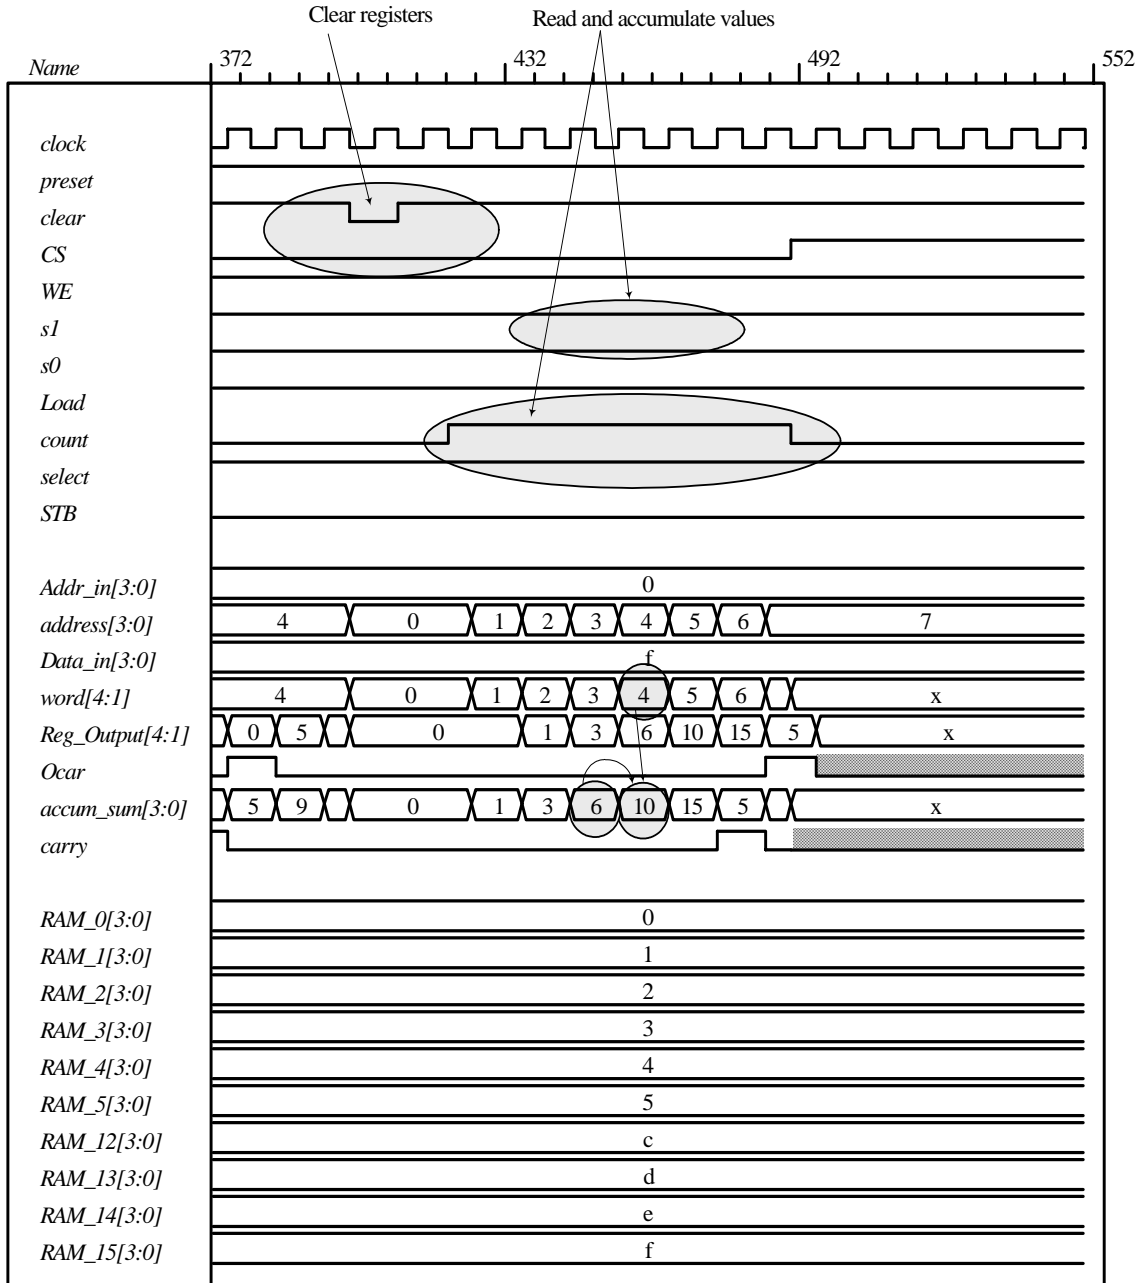 Clear registers Read and accumulate values
Name 372 432 492 552
clock
preset
clear
CS
WE
s1
s0
Load
count
select
STB
Addr_in[3:0] 0
address[3:0] 4 0 1 2 3 4 5 6 7
Data_in[3:0] f
word[4:1] 4 0 1 2 3 4 5 6 x
Reg_Output[4:1] 0 5 0 1 3 6 10 15 5 x
Ocar
accum_sum[3:0] 5 9 0 1 3 6 10 15 5 x
carry
RAM_0[3:0] 0
RAM_1[3:0] 1
RAM_2[3:0] 2
RAM_3[3:0] 3
RAM_4[3:0] 4
RAM_5[3:0] 5
RAM_12[3:0] c
RAM_13[3:0] d
RAM_14[3:0] e
RAM_15[3:0] f